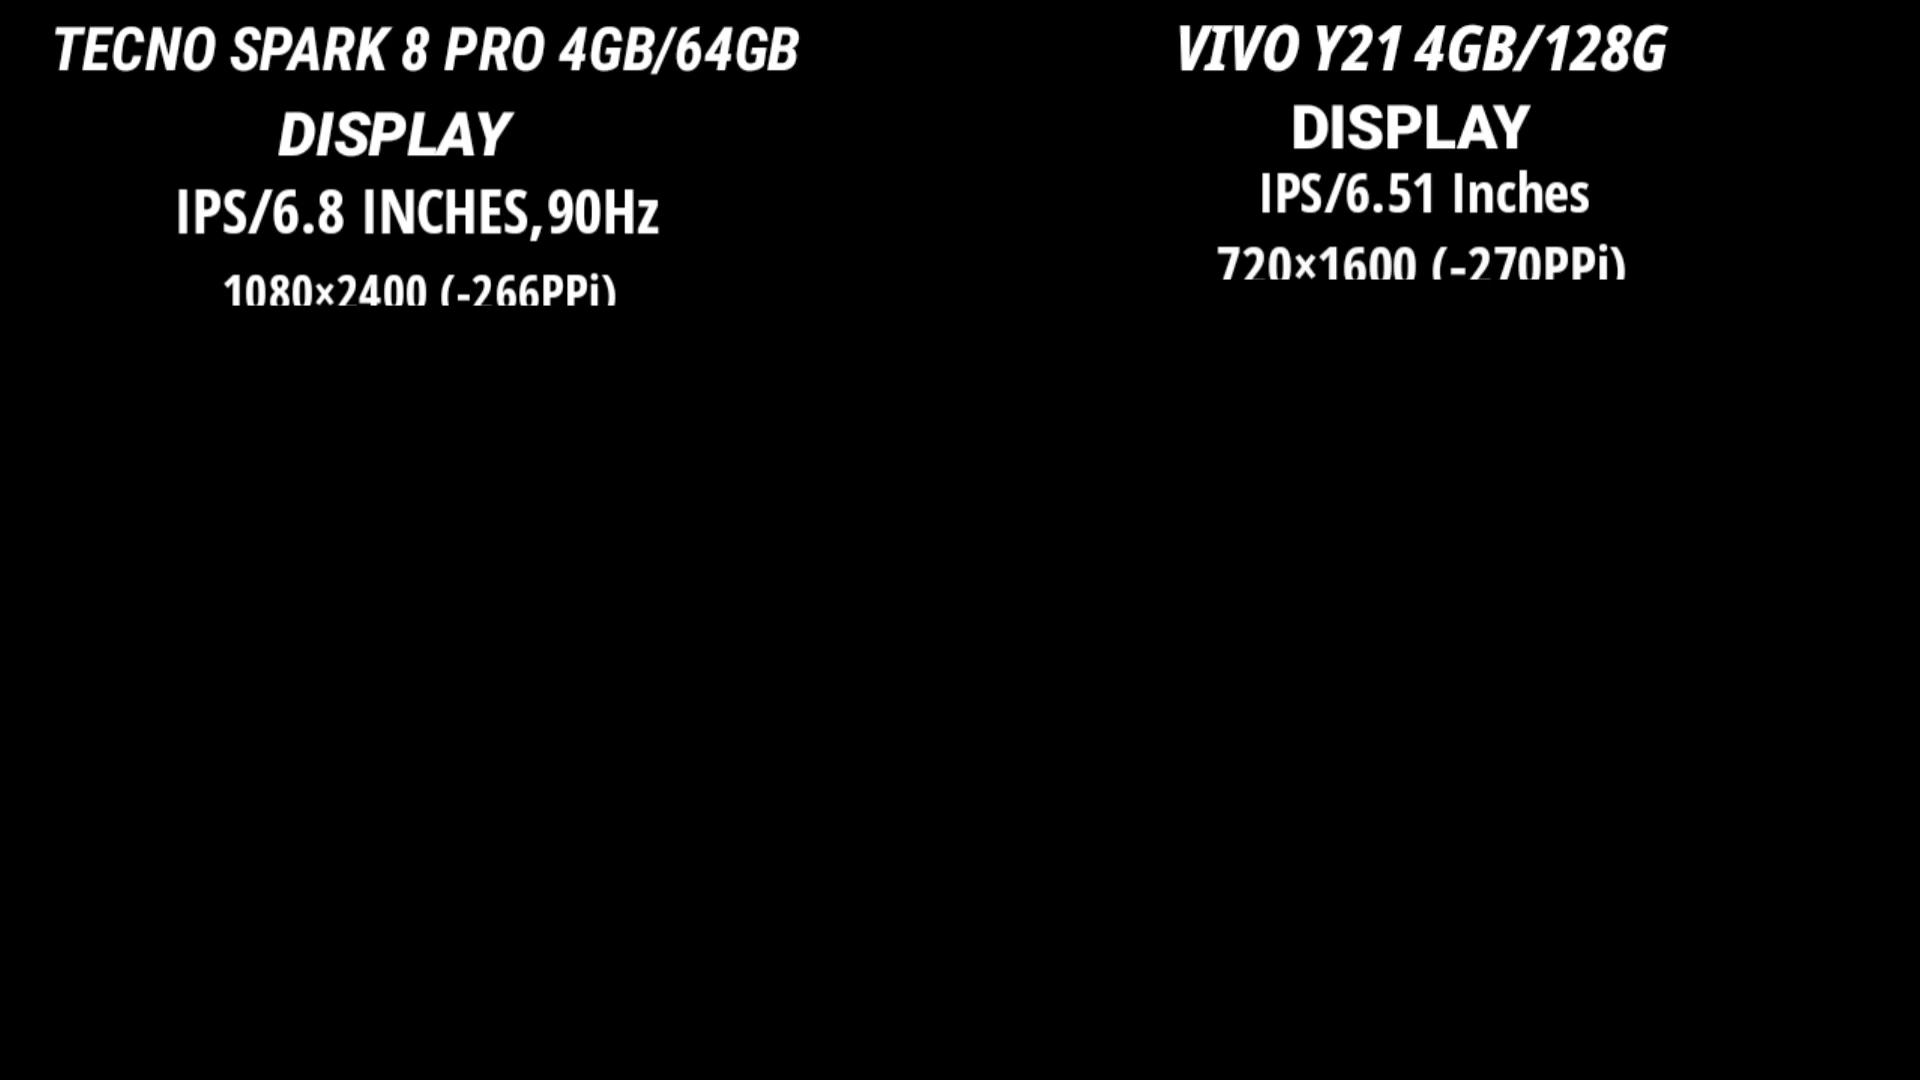 TECNO SPARK 8 PRO 4GB/64GB
DISPLAY
IPS/6.8 INCHES,90Hz
1080×2400 (-266PPi)
VIVO Y21 4GB/128G
DISPLAY
IPS/6.51 Inches
720×1600 (-270PPi)